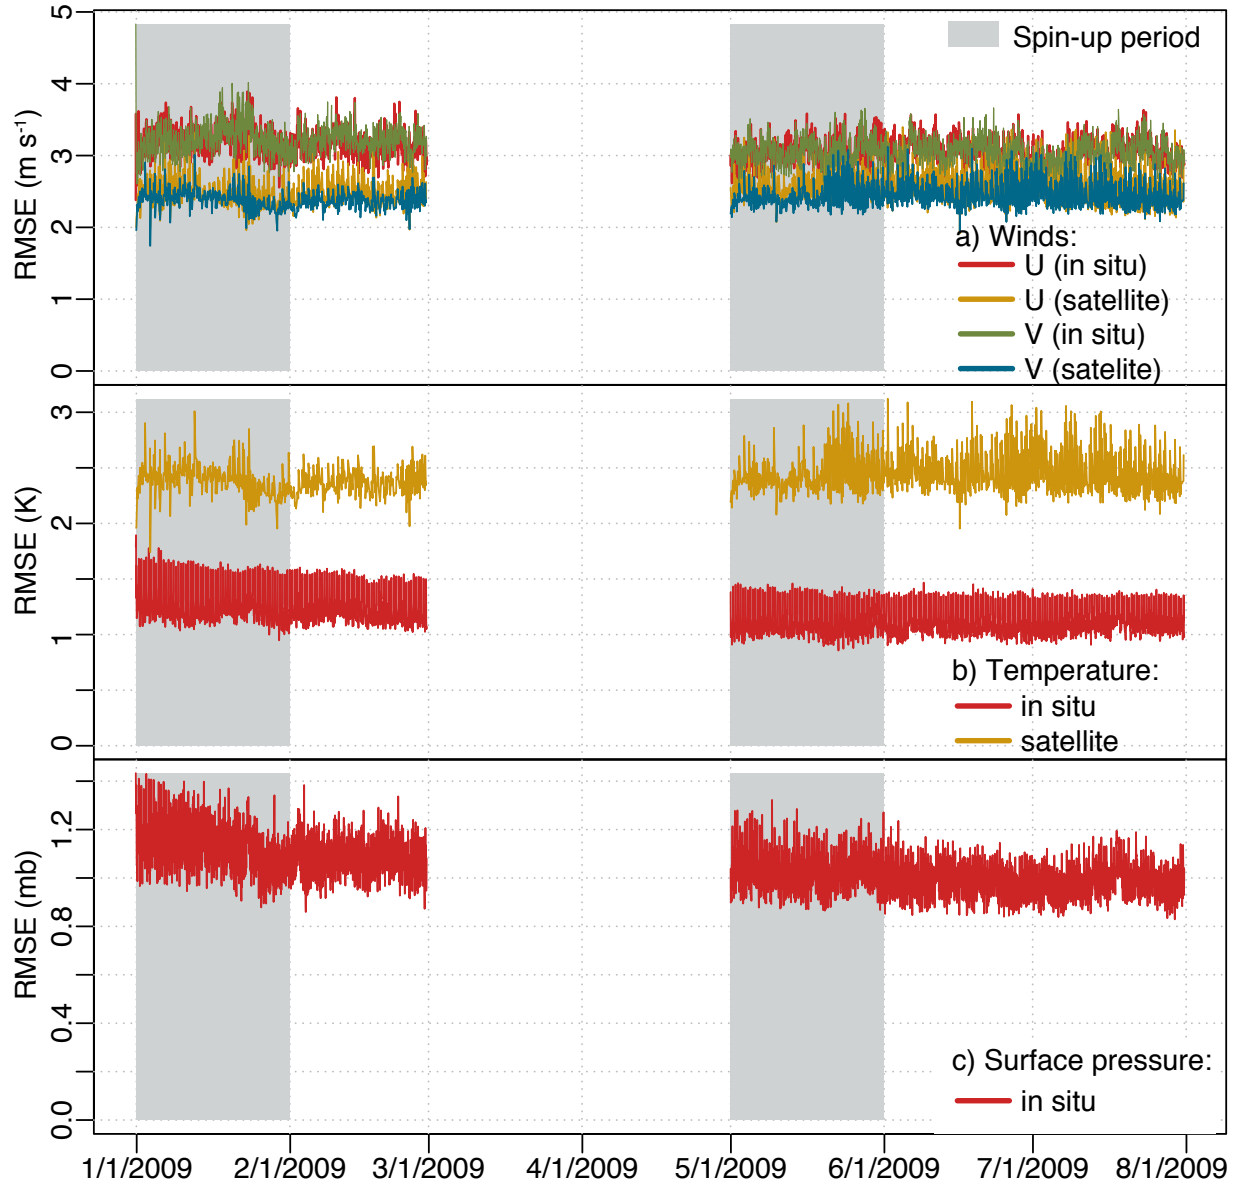 Spin-up period
RMSE (m s⁻¹)
5
4
3
2
1
0
a) Winds:
U (in situ)
U (satellite)
V (in situ)
V (satelite)
RMSE (K)
3
2
1
0
b) Temperature:
in situ
satellite
RMSE (mb)
1.2
0.8
0.4
0.0
c) Surface pressure:
in situ
1/1/2009 2/1/2009 3/1/2009 4/1/2009 5/1/2009 6/1/2009 7/1/2009 8/1/2009